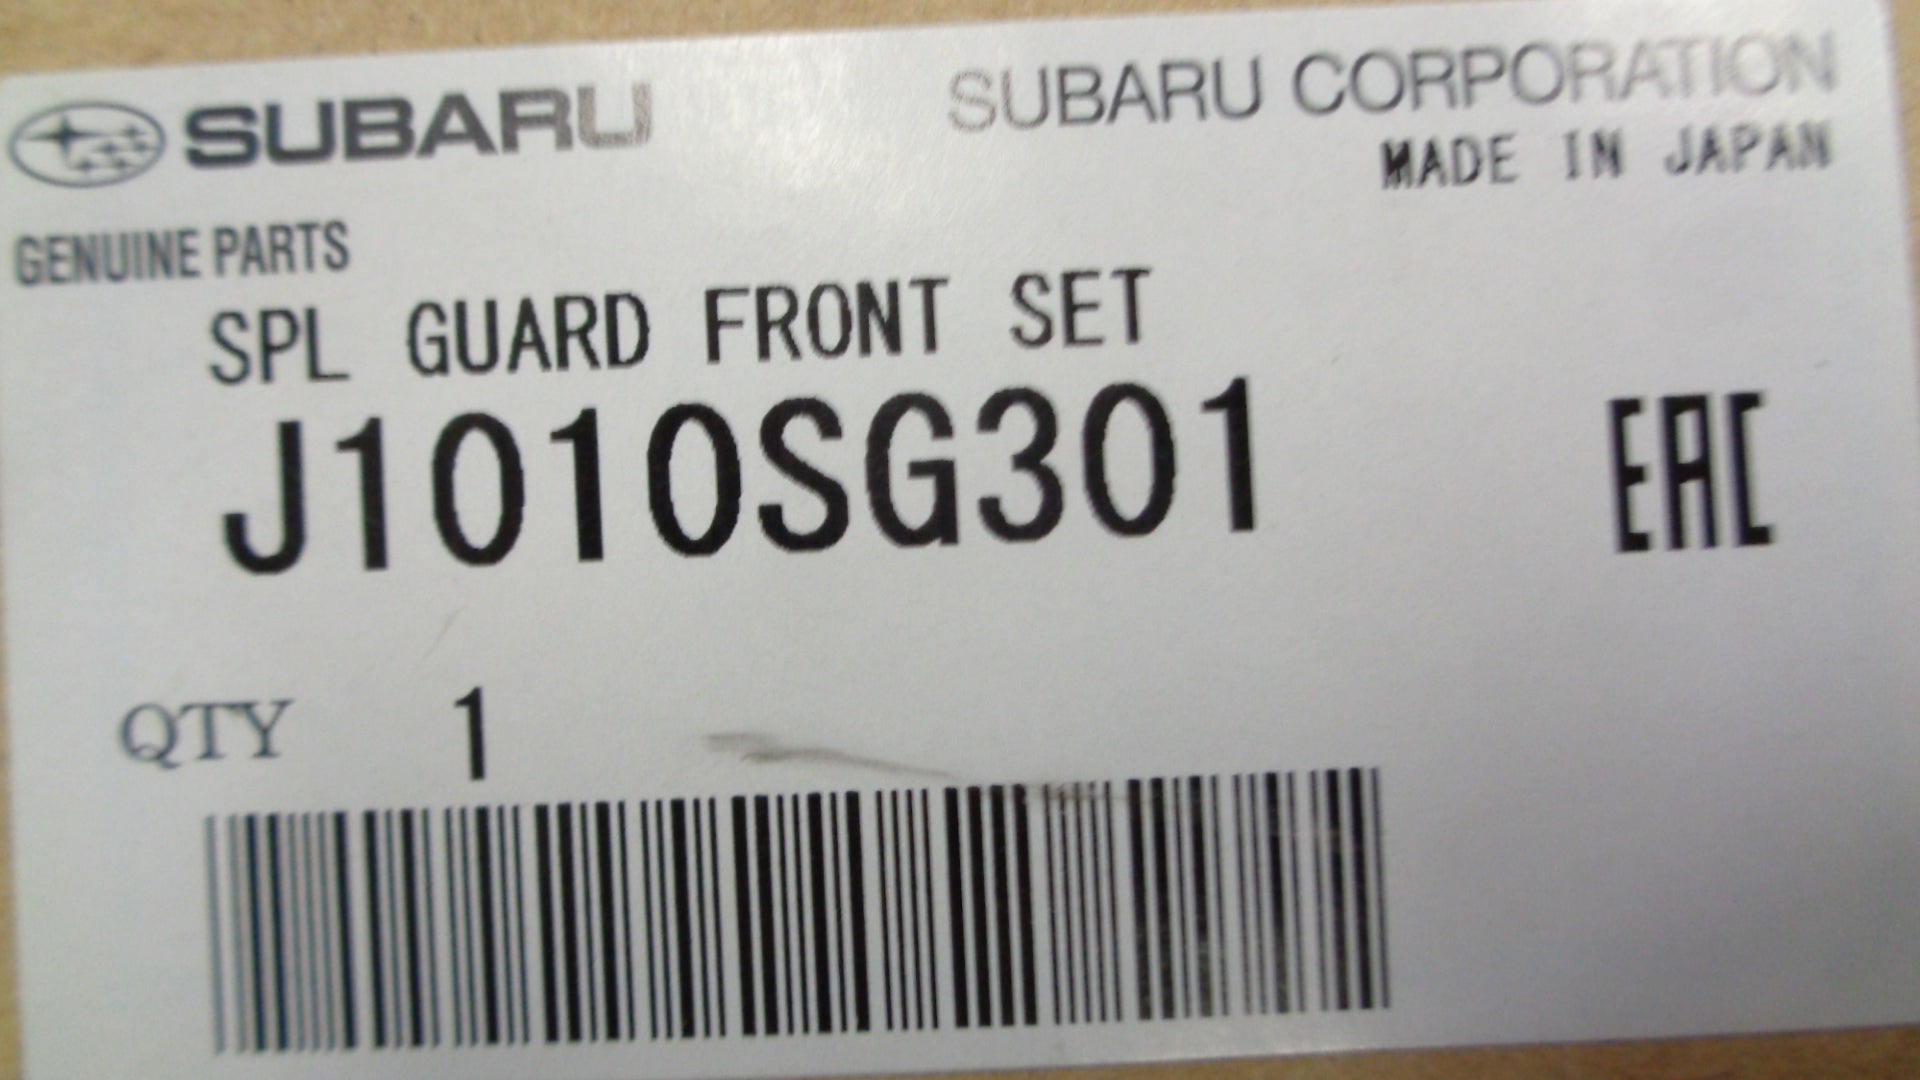 SUBARU SUBARU CORPORATION
MADE IN JAPAN
GENUINE PARTS
SPL GUARD FRONT SET
J1010SG301
EAC
QTY 1